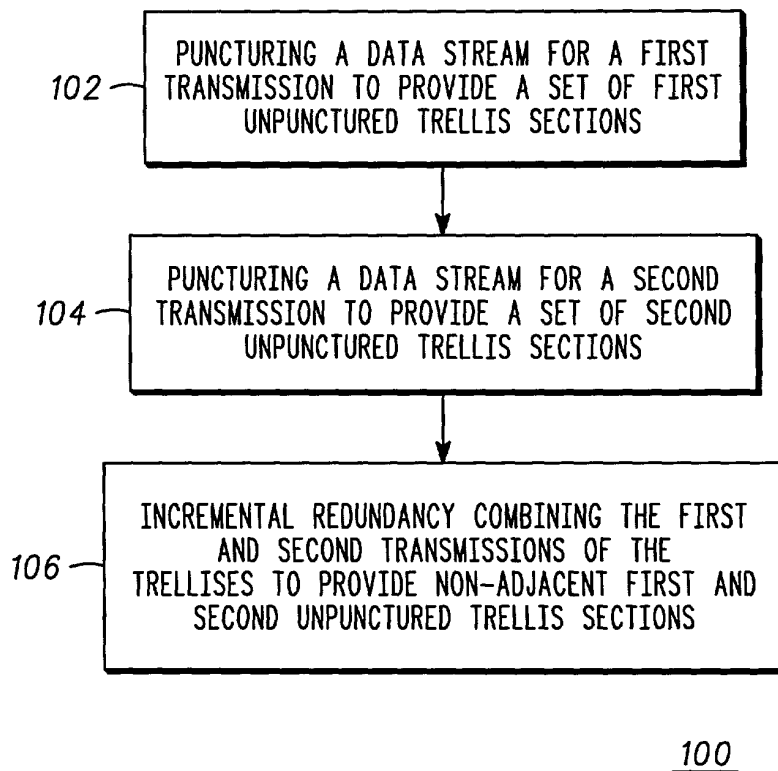 102
PUNCTURING A DATA STREAM FOR A FIRST
TRANSMISSION TO PROVIDE A SET OF FIRST
UNPUNCTURED TRELLIS SECTIONS
104
PUNCTURING A DATA STREAM FOR A SECOND
TRANSMISSION TO PROVIDE A SET OF SECOND
UNPUNCTURED TRELLIS SECTIONS
106
INCREMENTAL REDUNDANCY COMBINING THE FIRST
AND SECOND TRANSMISSIONS OF THE
TRELLISES TO PROVIDE NON-ADJACENT FIRST AND
SECOND UNPUNCTURED TRELLIS SECTIONS
100